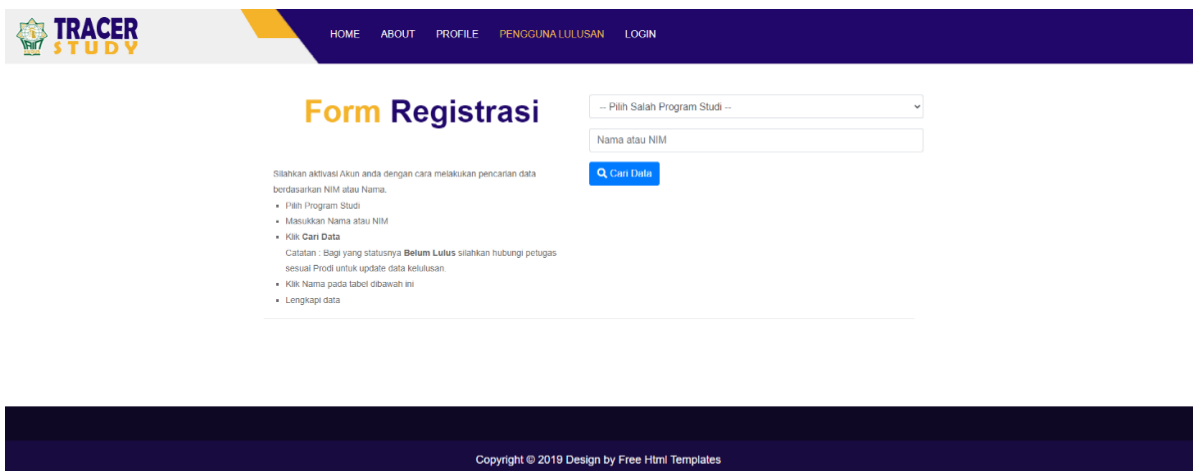 TRACER
STUDY
HOME ABOUT PROFILE PENGGUNA LULUSAN LOGIN
Form Registrasi
Silahkan aktivasi Akun anda dengan cara melakukan pencarian data
berdasarkan NIM atau Nama.
Pilih Program Studi
Masukkan Nama atau NIM
Klik Cari Data
Catatan : Bagi yang statusnya Belum Lulus silahkan hubungi petugas
sesuai Prodi untuk update data kelulusan.
Klik Nama pada tabel dibawah ini
Lengkapi data
-- Pilih Salah Program Studi --
Nama atau NIM
Cari Data
Copyright © 2019 Design by Free Html Templates